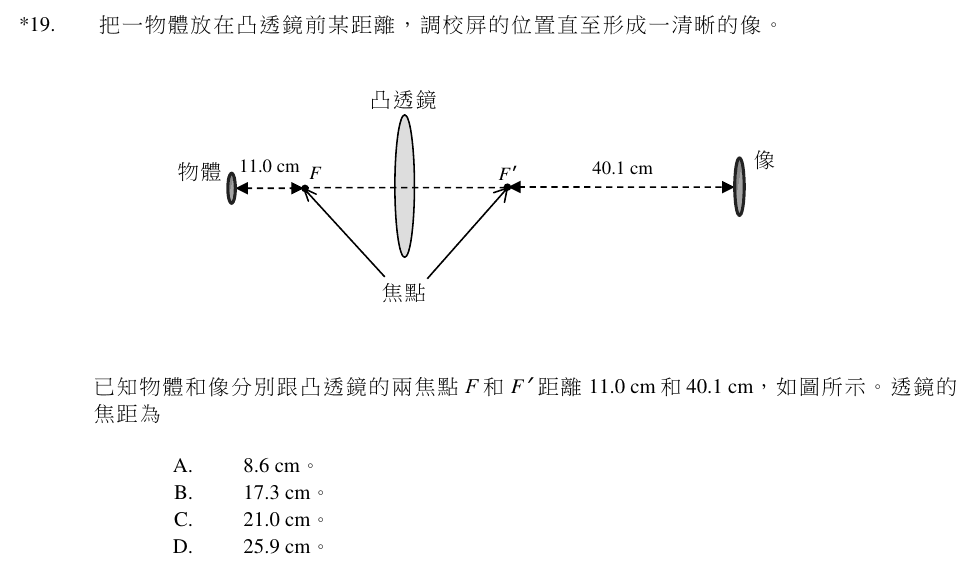 *19. 把一物體放在凸透鏡前某距離，調校屏的位置直至形成一清晰的像。
凸透鏡
物體 11.0 cm F F′ 40.1 cm 像
焦點
已知物體和像分別跟凸透鏡的兩焦點 F 和 F′ 距離 11.0 cm 和 40.1 cm，如圖所示。透鏡的
焦距為
A. 8.6 cm。
B. 17.3 cm。
C. 21.0 cm。
D. 25.9 cm。